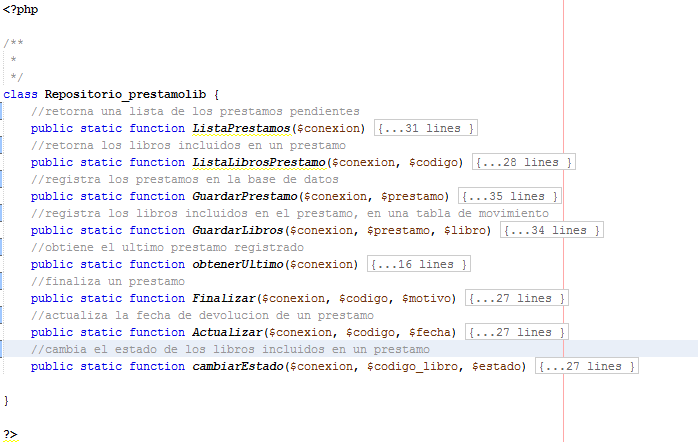 <?php
/**
*
*/
class Repositorio_prestamolib {
//retorna una lista de los prestamos pendientes
public static function ListaPrestamos($conexion) {...31 lines }
//retorna los libros incluidos en un prestamo
public static function ListaLibrosPrestamo($conexion, $codigo) {...28 lines }
//registra los prestamos en la base de datos
public static function GuardarPrestamo($conexion, $prestamo) {...35 lines }
//registra los libros incluidos en el prestamo, en una tabla de movimiento
public static function GuardarLibros($conexion, $prestamo, $libro) {...34 lines }
//obtiene el ultimo prestamo registrado
public static function obtenerUltimo($conexion) {...16 lines }
//finaliza un prestamo
public static function Finalizar($conexion, $codigo, $motivo) {...27 lines }
//actualiza la fecha de devolucion de un prestamo
public static function Actualizar($conexion, $codigo, $fecha) {...27 lines }
//cambia el estado de los libros incluidos en un prestamo
public static function cambiarEstado($conexion, $codigo_libro, $estado) {...27 lines }
}
?>